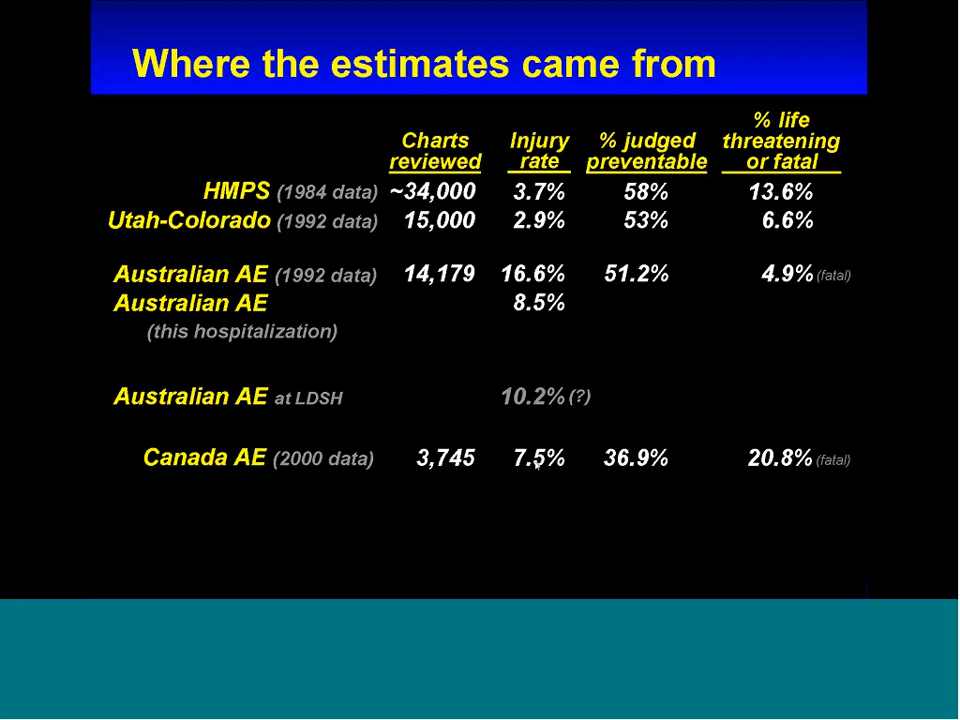 Where the estimates came from
Charts reviewed Injury rate % judged preventable % life threatening or fatal
HMPS (1984 data) ~34,000 3.7% 58% 13.6%
Utah-Colorado (1992 data) 15,000 2.9% 53% 6.6%
Australian AE (1992 data) 14,179 16.6% 51.2% 4.9% (fatal)
Australian AE 8.5%
(this hospitalization)
Australian AE at LDSH 10.2% (?)
Canada AE (2000 data) 3,745 7.5% 36.9% 20.8% (fatal)